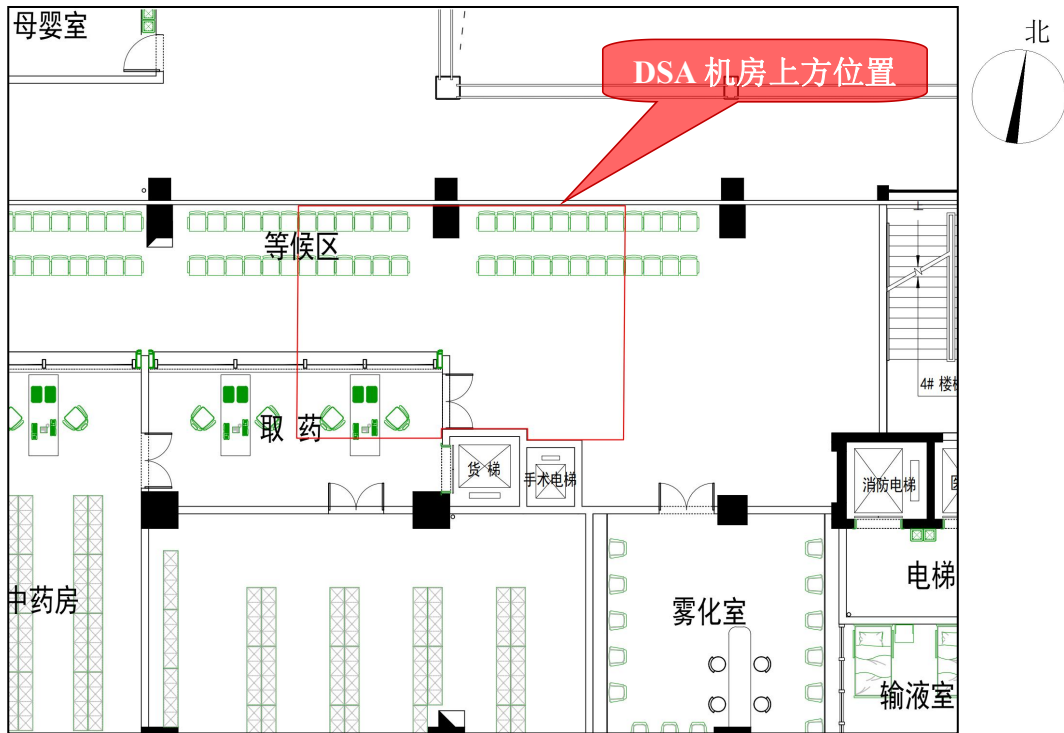 母婴室
北
DSA 机房上方位置
等候区
4# 楼
取 药
货 梯
手术电梯
消防电梯
医
电梯
中药房
雾化室
输液室